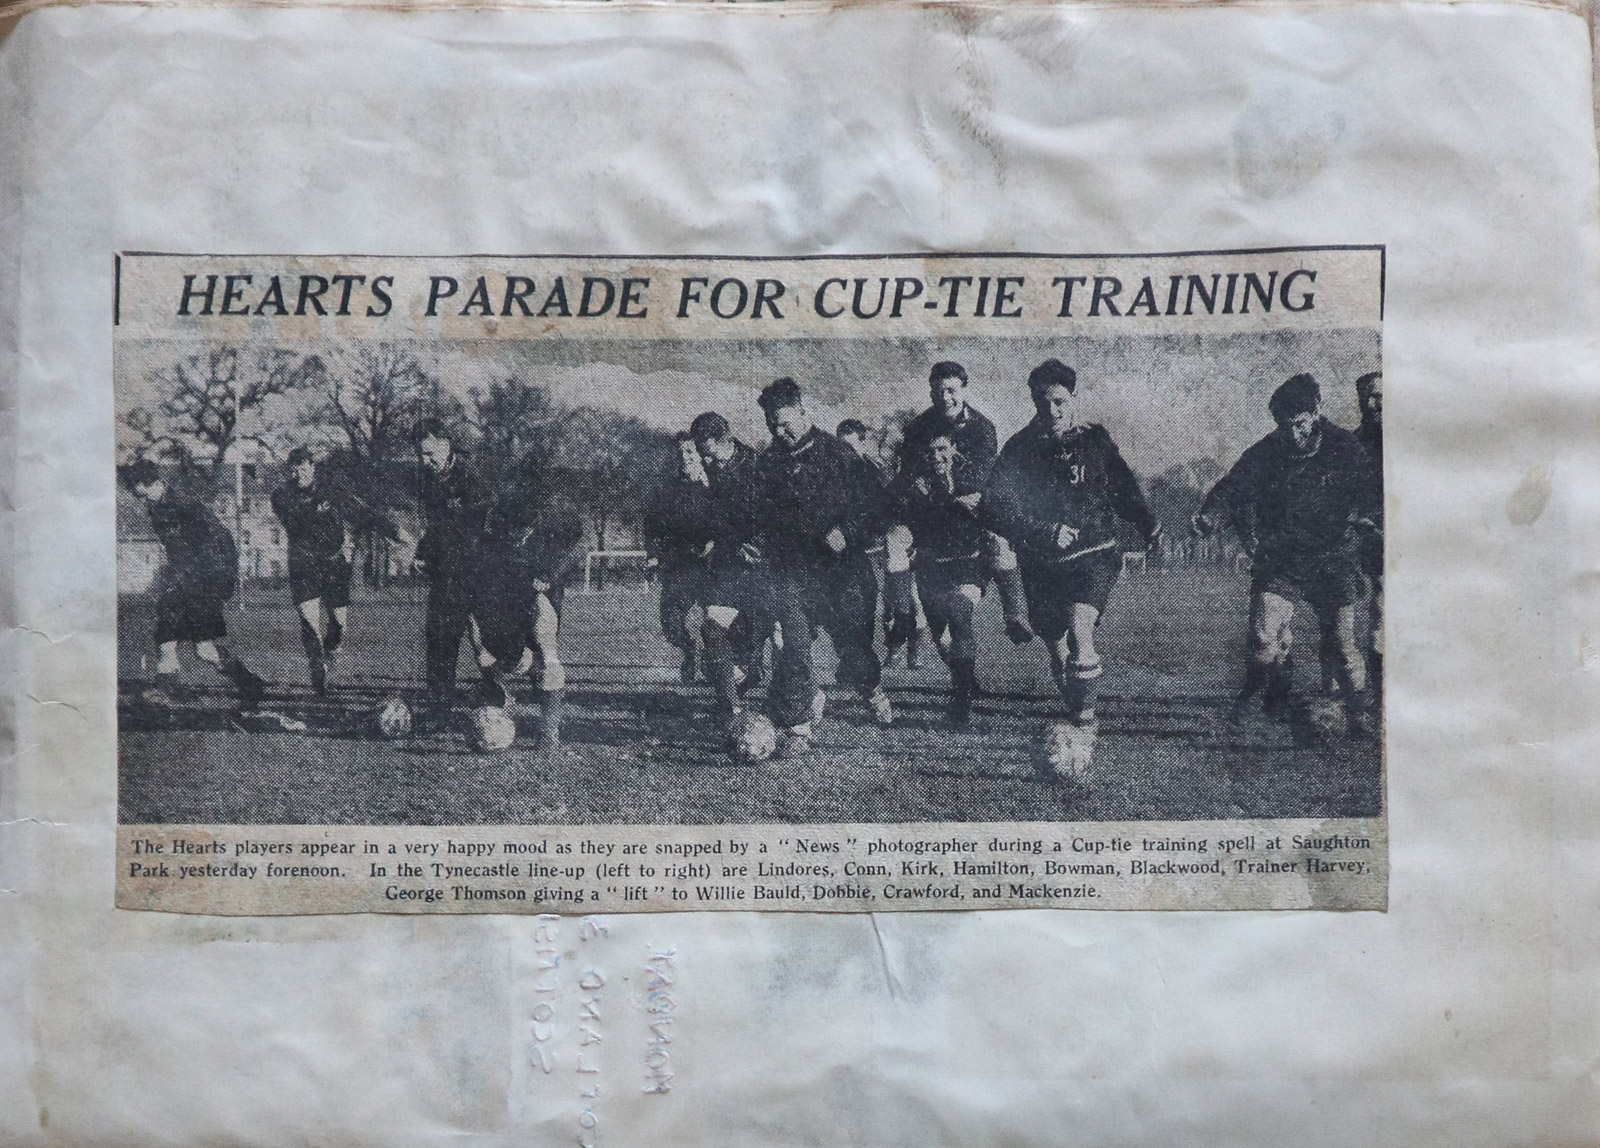 HEARTS PARADE FOR CUP-TIE TRAINING
31
The Hearts players appear in a very happy mood as they are snapped by a " News " photographer during a Cup-tie training spell at Saughton
Park yesterday forenoon. In the Tynecastle line-up (left to right) are Lindores, Conn, Kirk, Hamilton, Bowman, Blackwood, Trainer Harvey,
George Thomson giving a " lift " to Willie Bauld, Dobbie, Crawford, and Mackenzie.